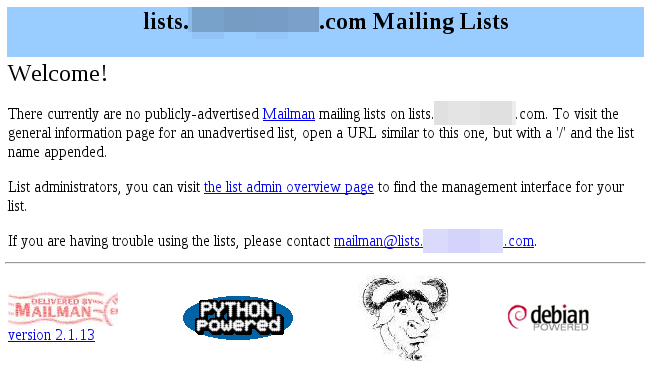 lists. .com Mailing Lists
Welcome!
There currently are no publicly-advertised Mailman mailing lists on lists. .com. To visit the
general information page for an unadvertised list, open a URL similar to this one, but with a '/' and the list
name appended.
List administrators, you can visit the list admin overview page to find the management interface for your
list.
If you are having trouble using the lists, please contact mailman@lists. .com.
DELIVERED BY
MAILMAN
PYTHON
Powered
debian
POWERED
version 2.1.13